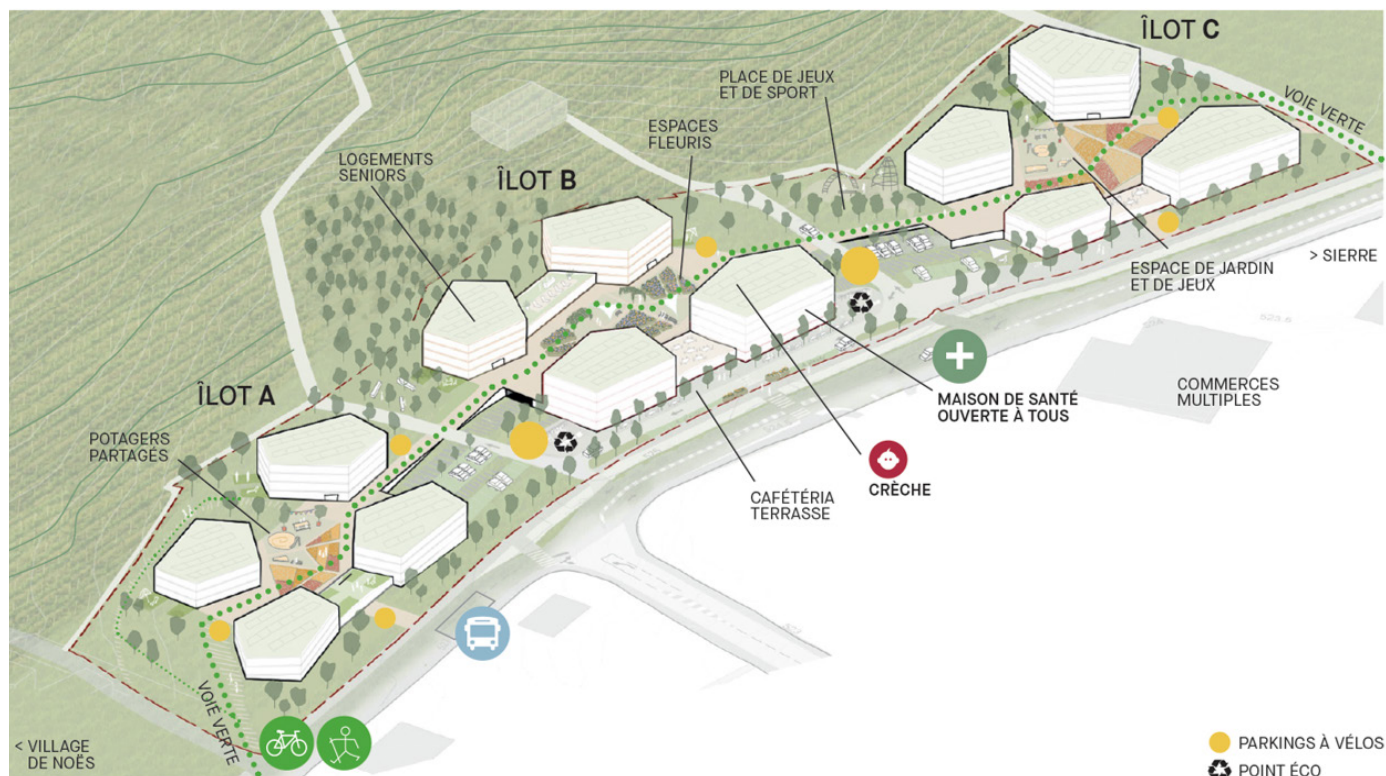 ÎLOT C
PLACE DE JEUX
ET DE SPORT
VOIE VERTE
ESPACES
FLEURIS
LOGEMENTS
SENIORS
ÎLOT B
> SIERRE
ESPACE DE JARDIN
ET DE JEUX
ÎLOT A
COMMERCES
MULTIPLES
MAISON DE SANTÉ
OUVERTE À TOUS
POTAGERS
PARTAGÉS
CRÈCHE
CAFÉTÉRIA
TERRASSE
VOIE VERTE
< VILLAGE
DE NOËS
PARKINGS À VÉLOS
POINT ÉCO